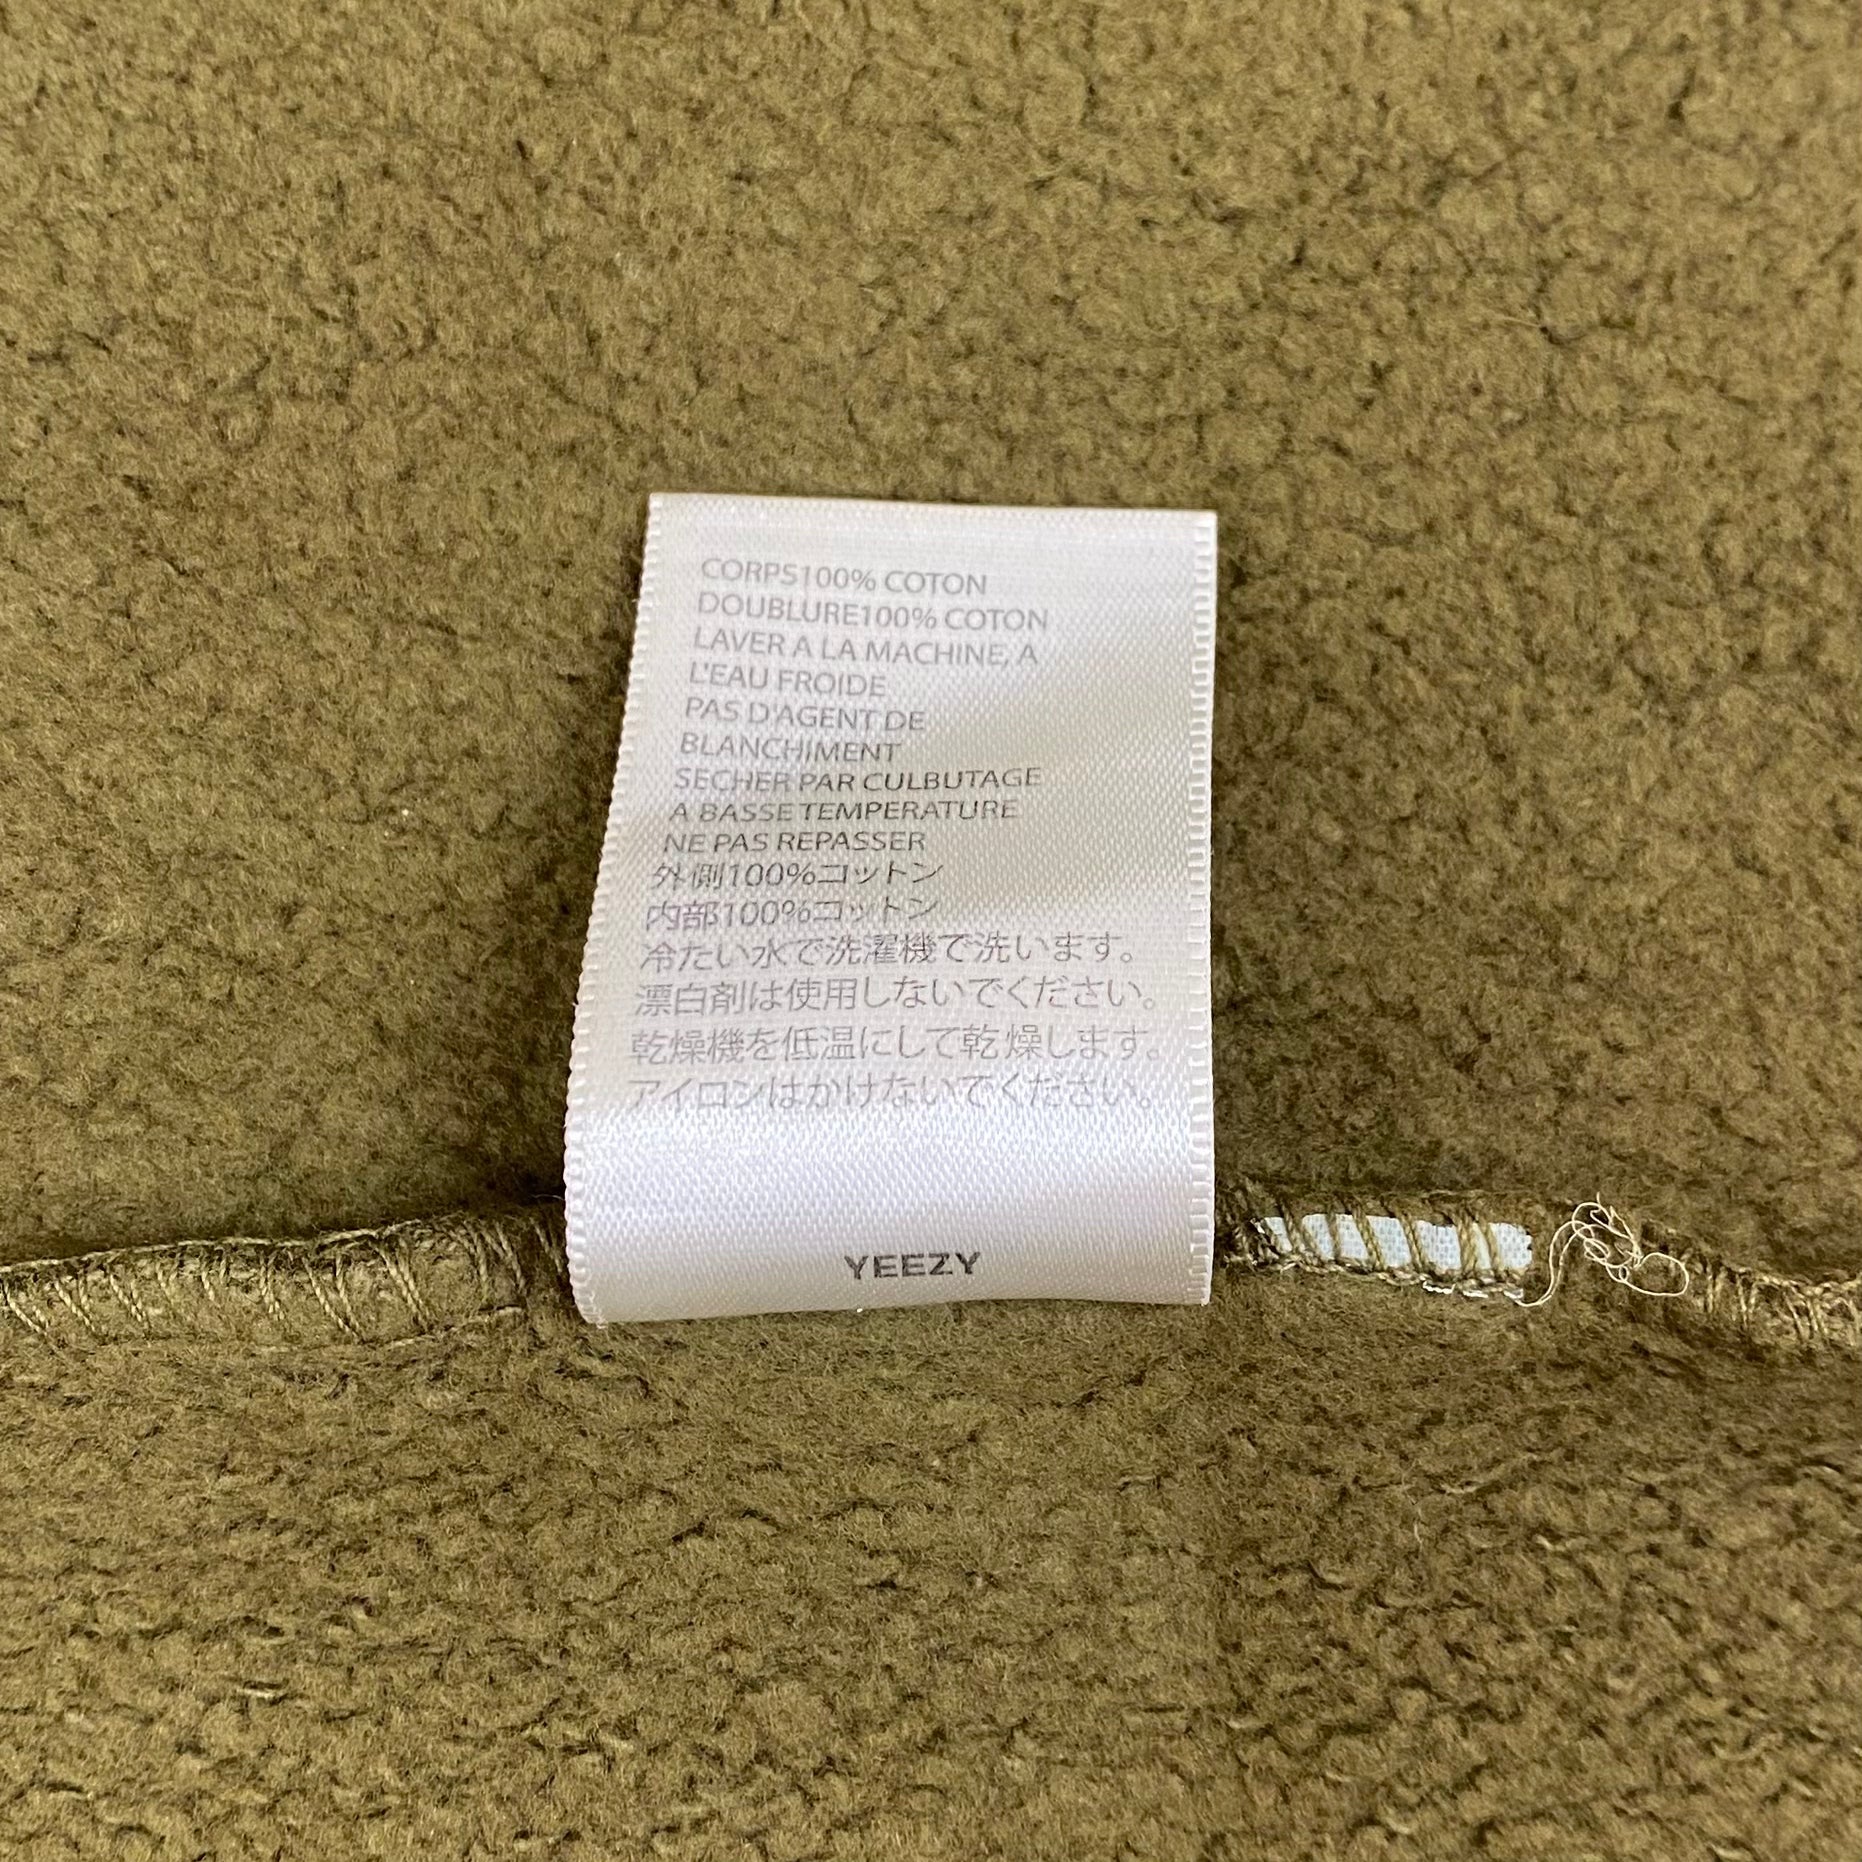 CORPS100% COTON
DOUBLURE100% COTON
LAVER A LA MACHINE, A
L'EAU FROIDE
PAS D'AGENT DE
BLANCHIMENT
SECHER PAR CULBUTAGE
A BASSE TEMPERATURE
NE PAS REPASSER
外側100%コットン
内部100%コットン
冷たい水で洗濯機で洗います。
漂白剤は使用しないでください。
乾燥機を低温にして乾燥します。
アイロンはかけないでください。
YEEZY